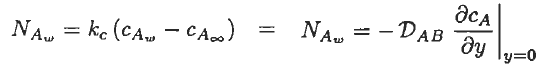 N_{A_w} = k_c (c_{A_w} − c_{A_∞}) = N_{A_w} = − 𝒟_{AB} ∂c_A/∂y |_{y=0}